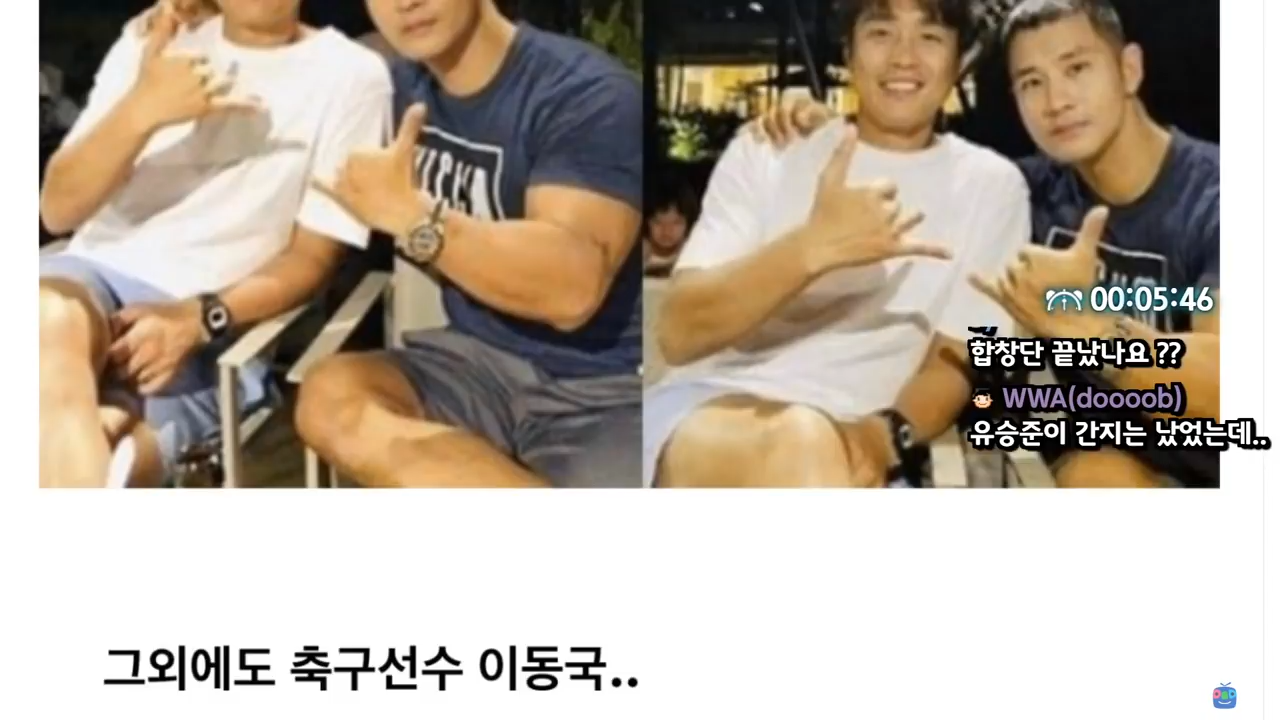 00:05:46
합창단 끝났나요 ??
WWA(doooob)
유승준이 간지는 났었는데..
그외에도 축구선수 이동국..